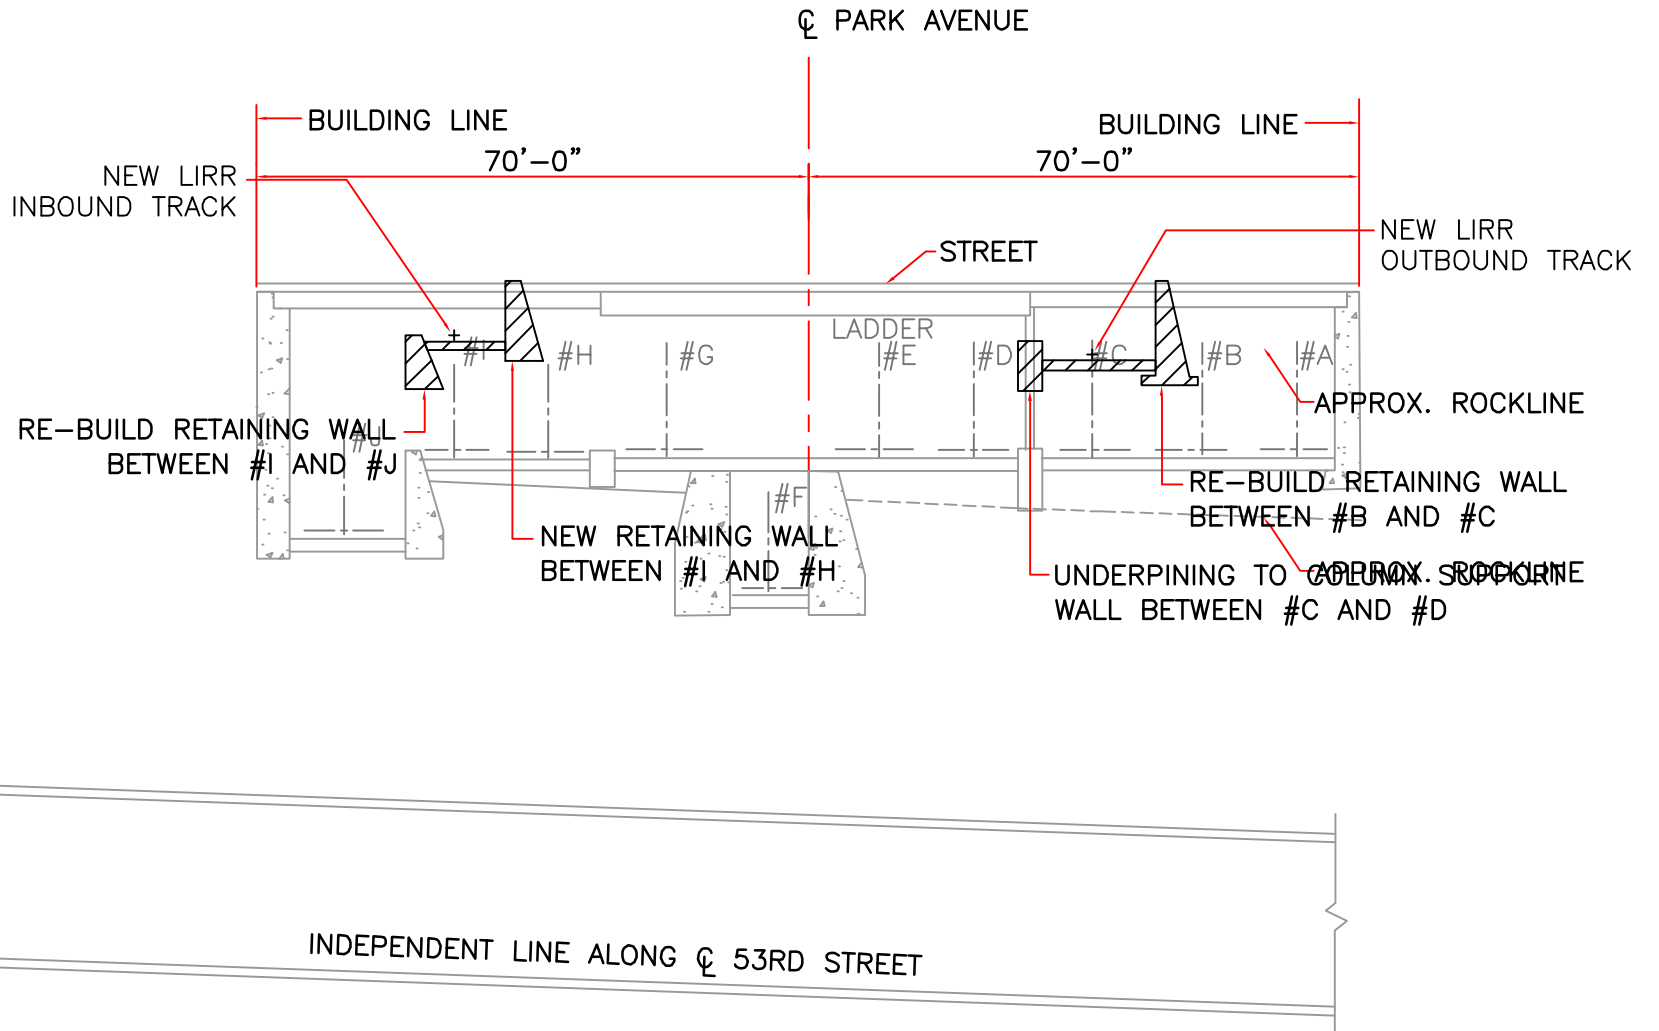 ℄ PARK AVENUE
BUILDING LINE
BUILDING LINE
70'-0"
70'-0"
NEW LIRR
INBOUND TRACK
NEW LIRR
OUTBOUND TRACK
STREET
LADDER
#I
#H
#G
#E
#D
#C
#B
#A
APPROX. ROCKLINE
RE-BUILD RETAINING WALL
BETWEEN #I AND #J
#J
#F
RE-BUILD RETAINING WALL
BETWEEN #B AND #C
NEW RETAINING WALL
BETWEEN #I AND #H
UNDERPINING TO COLUMN SUPPORT
WALL BETWEEN #C AND #D
APPROX. ROCKLINE
INDEPENDENT LINE ALONG ℄ 53RD STREET